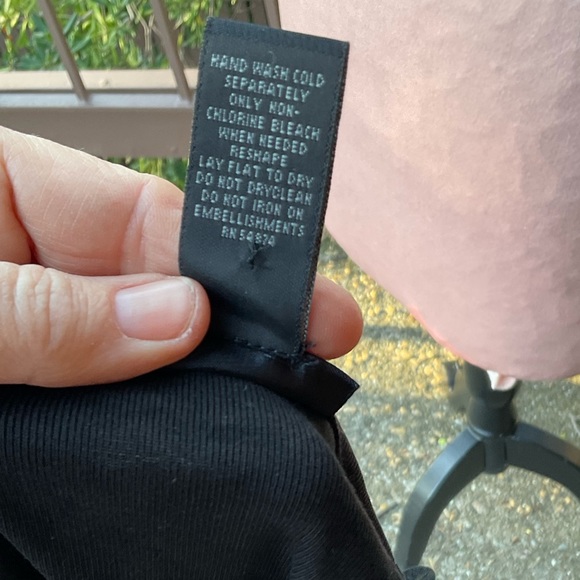 HAND WASH COLD
SEPARATELY
ONLY NON-
CHLORINE BLEACH
WHEN NEEDED
RESHAPE
LAY FLAT TO DRY
DO NOT DRYCLEAN
DO NOT IRON ON
EMBELLISHMENTS